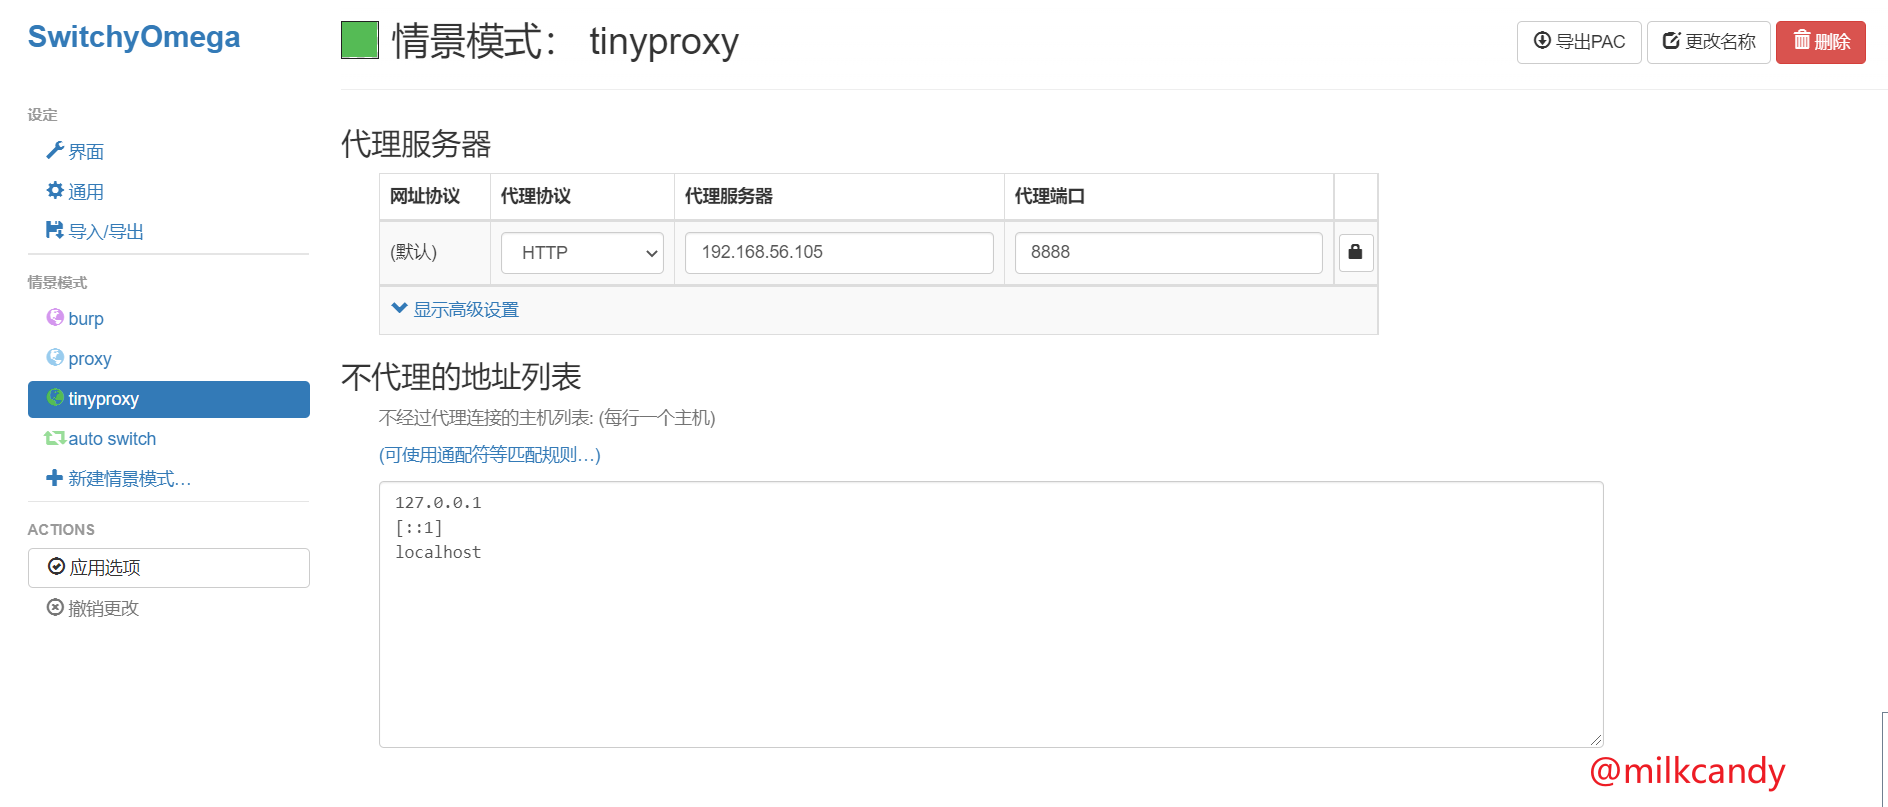 SwitchyOmega
设定
界面
通用
导入/导出
情景模式
burp
proxy
tinyproxy
auto switch
新建情景模式…
ACTIONS
应用选项
撤销更改
情景模式： tinyproxy
导出PAC 更改名称 删除
代理服务器
网址协议 代理协议 代理服务器 代理端口
(默认) HTTP 192.168.56.105 8888
显示高级设置
不代理的地址列表
不经过代理连接的主机列表: (每行一个主机)
(可使用通配符等匹配规则…)
127.0.0.1
[::1]
localhost
@milkcandy